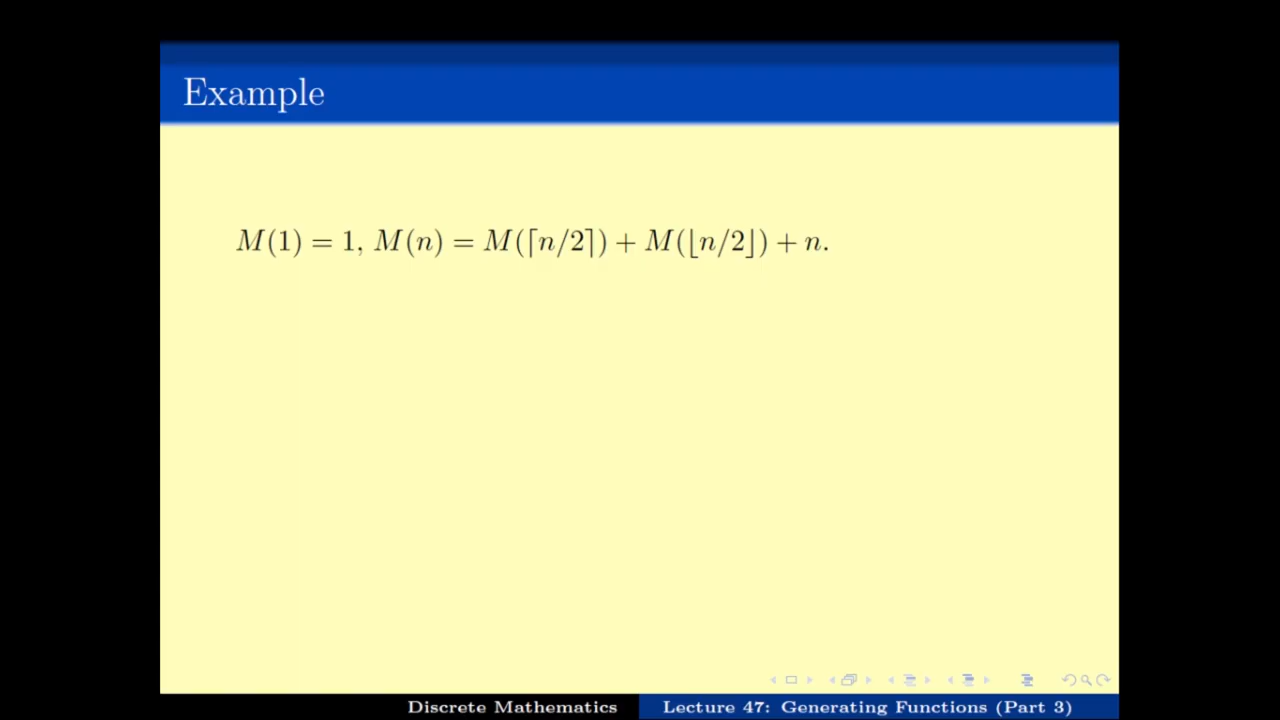 Example
M(1) = 1, M(n) = M(⌈n/2⌉) + M(⌊n/2⌋) + n.
Discrete Mathematics Lecture 47: Generating Functions (Part 3)